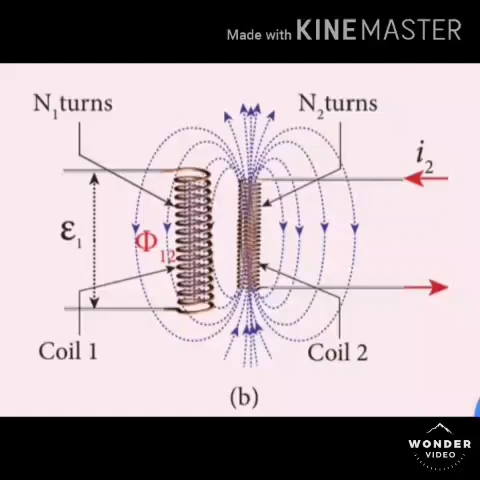 Made with KINEMASTER
N₁turns
N₂turns
i₂
ε₁
Φ₁₂
Coil 1
Coil 2
(b)
WONDER
VIDEO